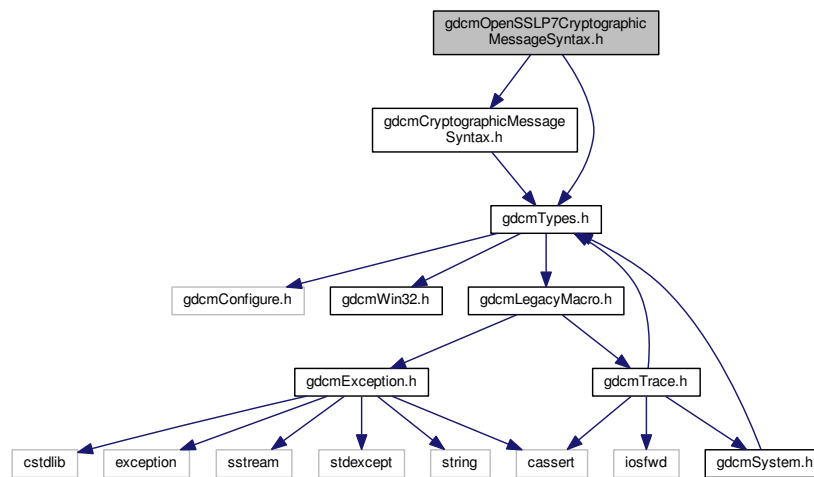 gdcmOpenSSLP7Cryptographic
MessageSyntax.h
gdcmCryptographicMessage
Syntax.h
gdcmTypes.h
gdcmConfigure.h
gdcmWin32.h
gdcmLegacyMacro.h
gdcmException.h
gdcmTrace.h
cstdlib
exception
sstream
stdexcept
string
cassert
iosfwd
gdcmSystem.h